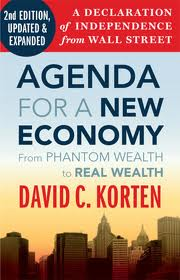 2nd EDITION,
UPDATED &
EXPANDED
A DECLARATION
OF INDEPENDENCE
from WALL STREET
AGENDA
FOR A NEW
ECONOMY
From PHANTOM WEALTH
to REAL WEALTH
DAVID C. KORTEN